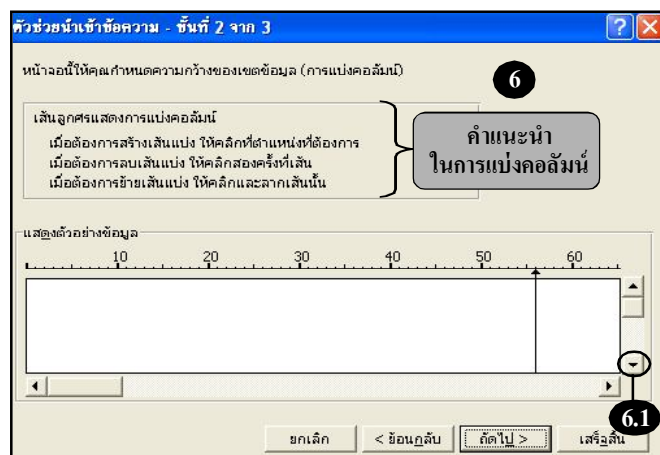 ตัวช่วยนำเข้าข้อความ - ขั้นที่ 2 จาก 3
หน้าจอนี้ให้คุณกำหนดความกว้างของเขตข้อมูล (การแบ่งคอลัมน์)
6
เส้นลูกศรแสดงการแบ่งคอลัมน์
เมื่อต้องการสร้างเส้นแบ่ง ให้คลิกที่ตำแหน่งที่ต้องการ
เมื่อต้องการลบเส้นแบ่ง ให้คลิกสองครั้งที่เส้น
เมื่อต้องการย้ายเส้นแบ่ง ให้คลิกและลากเส้นนั้น
คำแนะนำ
ในการแบ่งคอลัมน์
แสดงตัวอย่างข้อมูล
10 20 30 40 50 60
6.1
ยกเลิก < ย้อนกลับ ถัดไป > เสร็จสิ้น